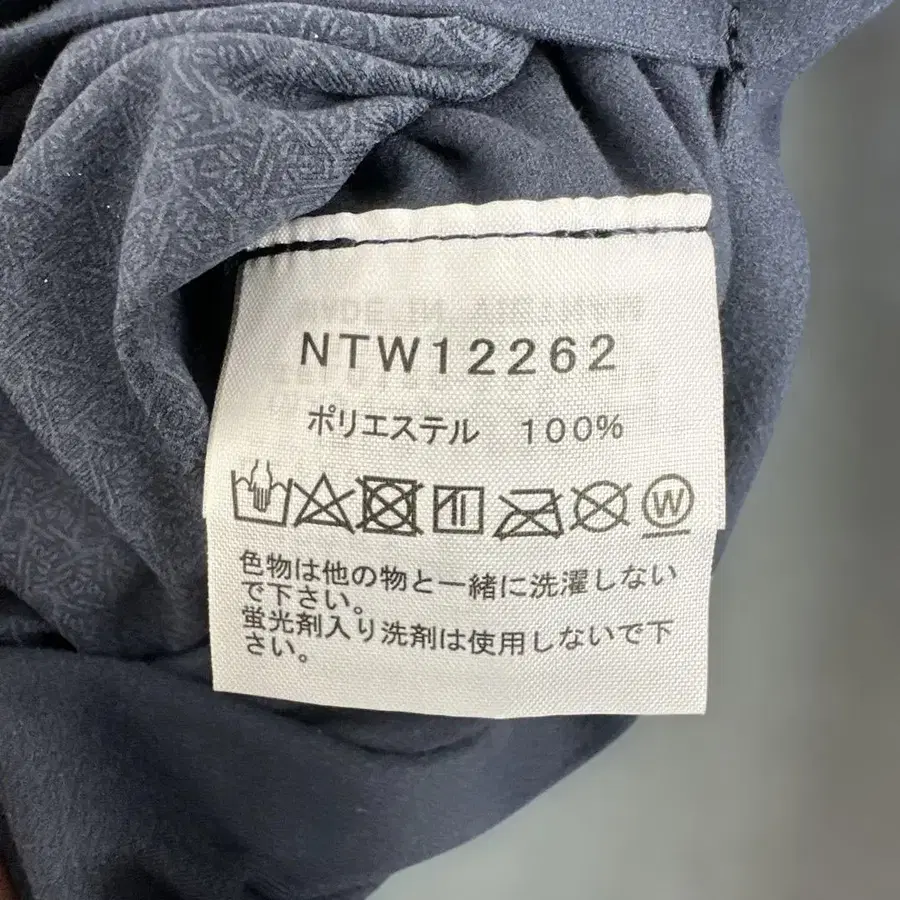 NTW12262
ポリエステル 100%
W
色物は他の物と一緒に洗濯しない
で下さい。
蛍光剤入り洗剤は使用しないで下
さい。